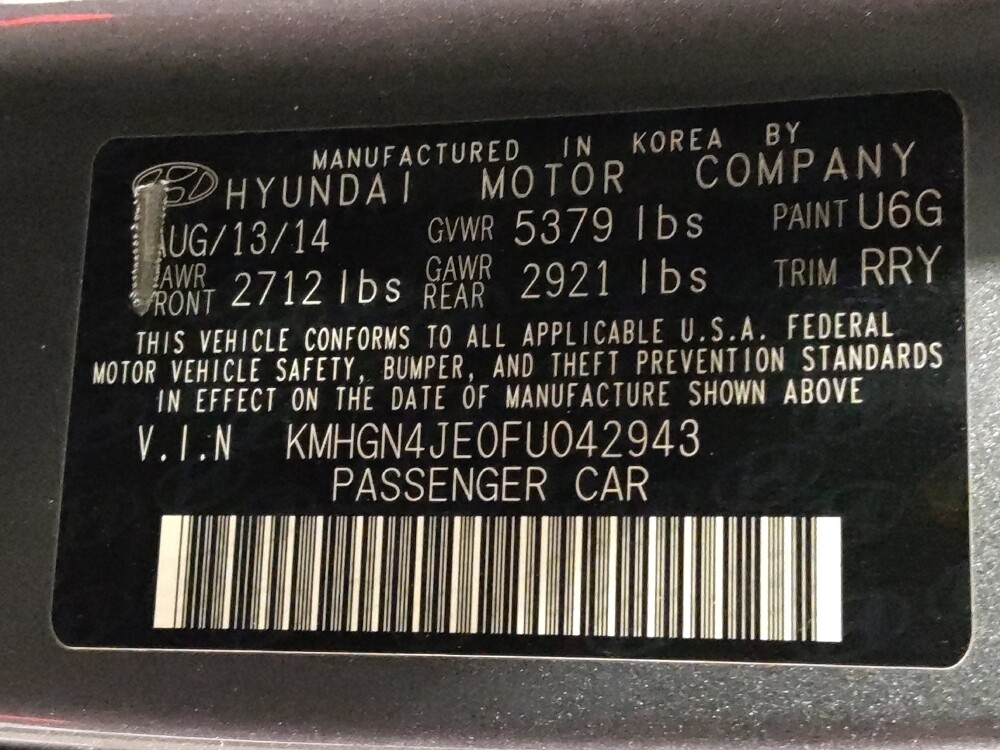 MANUFACTURED IN KOREA BY
HYUNDAI MOTOR COMPANY
AUG/13/14 GVWR 5379 lbs PAINT U6G
GAWR FRONT 2712 lbs GAWR REAR 2921 lbs TRIM RRY
THIS VEHICLE CONFORMS TO ALL APPLICABLE U.S.A. FEDERAL
MOTOR VEHICLE SAFETY, BUMPER, AND THEFT PREVENTION STANDARDS
IN EFFECT ON THE DATE OF MANUFACTURE SHOWN ABOVE
V.I.N KMHGN4JE0FU042943
PASSENGER CAR